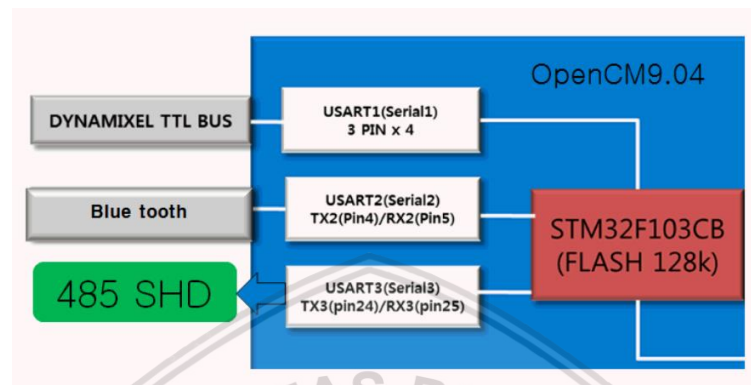 OpenCM9.04
DYNAMIXEL TTL BUS
USART1(Serial1)
3 PIN x 4
Blue tooth
USART2(Serial2)
TX2(Pin4)/RX2(Pin5)
STM32F103CB
(FLASH 128k)
485 SHD
USART3(Serial3)
TX3(pin24)/RX3(pin25)